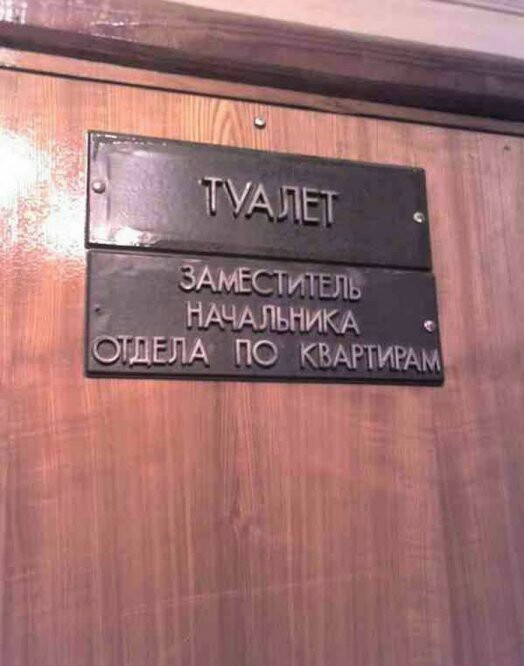 ТУАЛЕТ
ЗАМЕСТИТЕЛЬ
НАЧАЛЬНИКА
ОТДЕЛА ПО КВАРТИРАМ